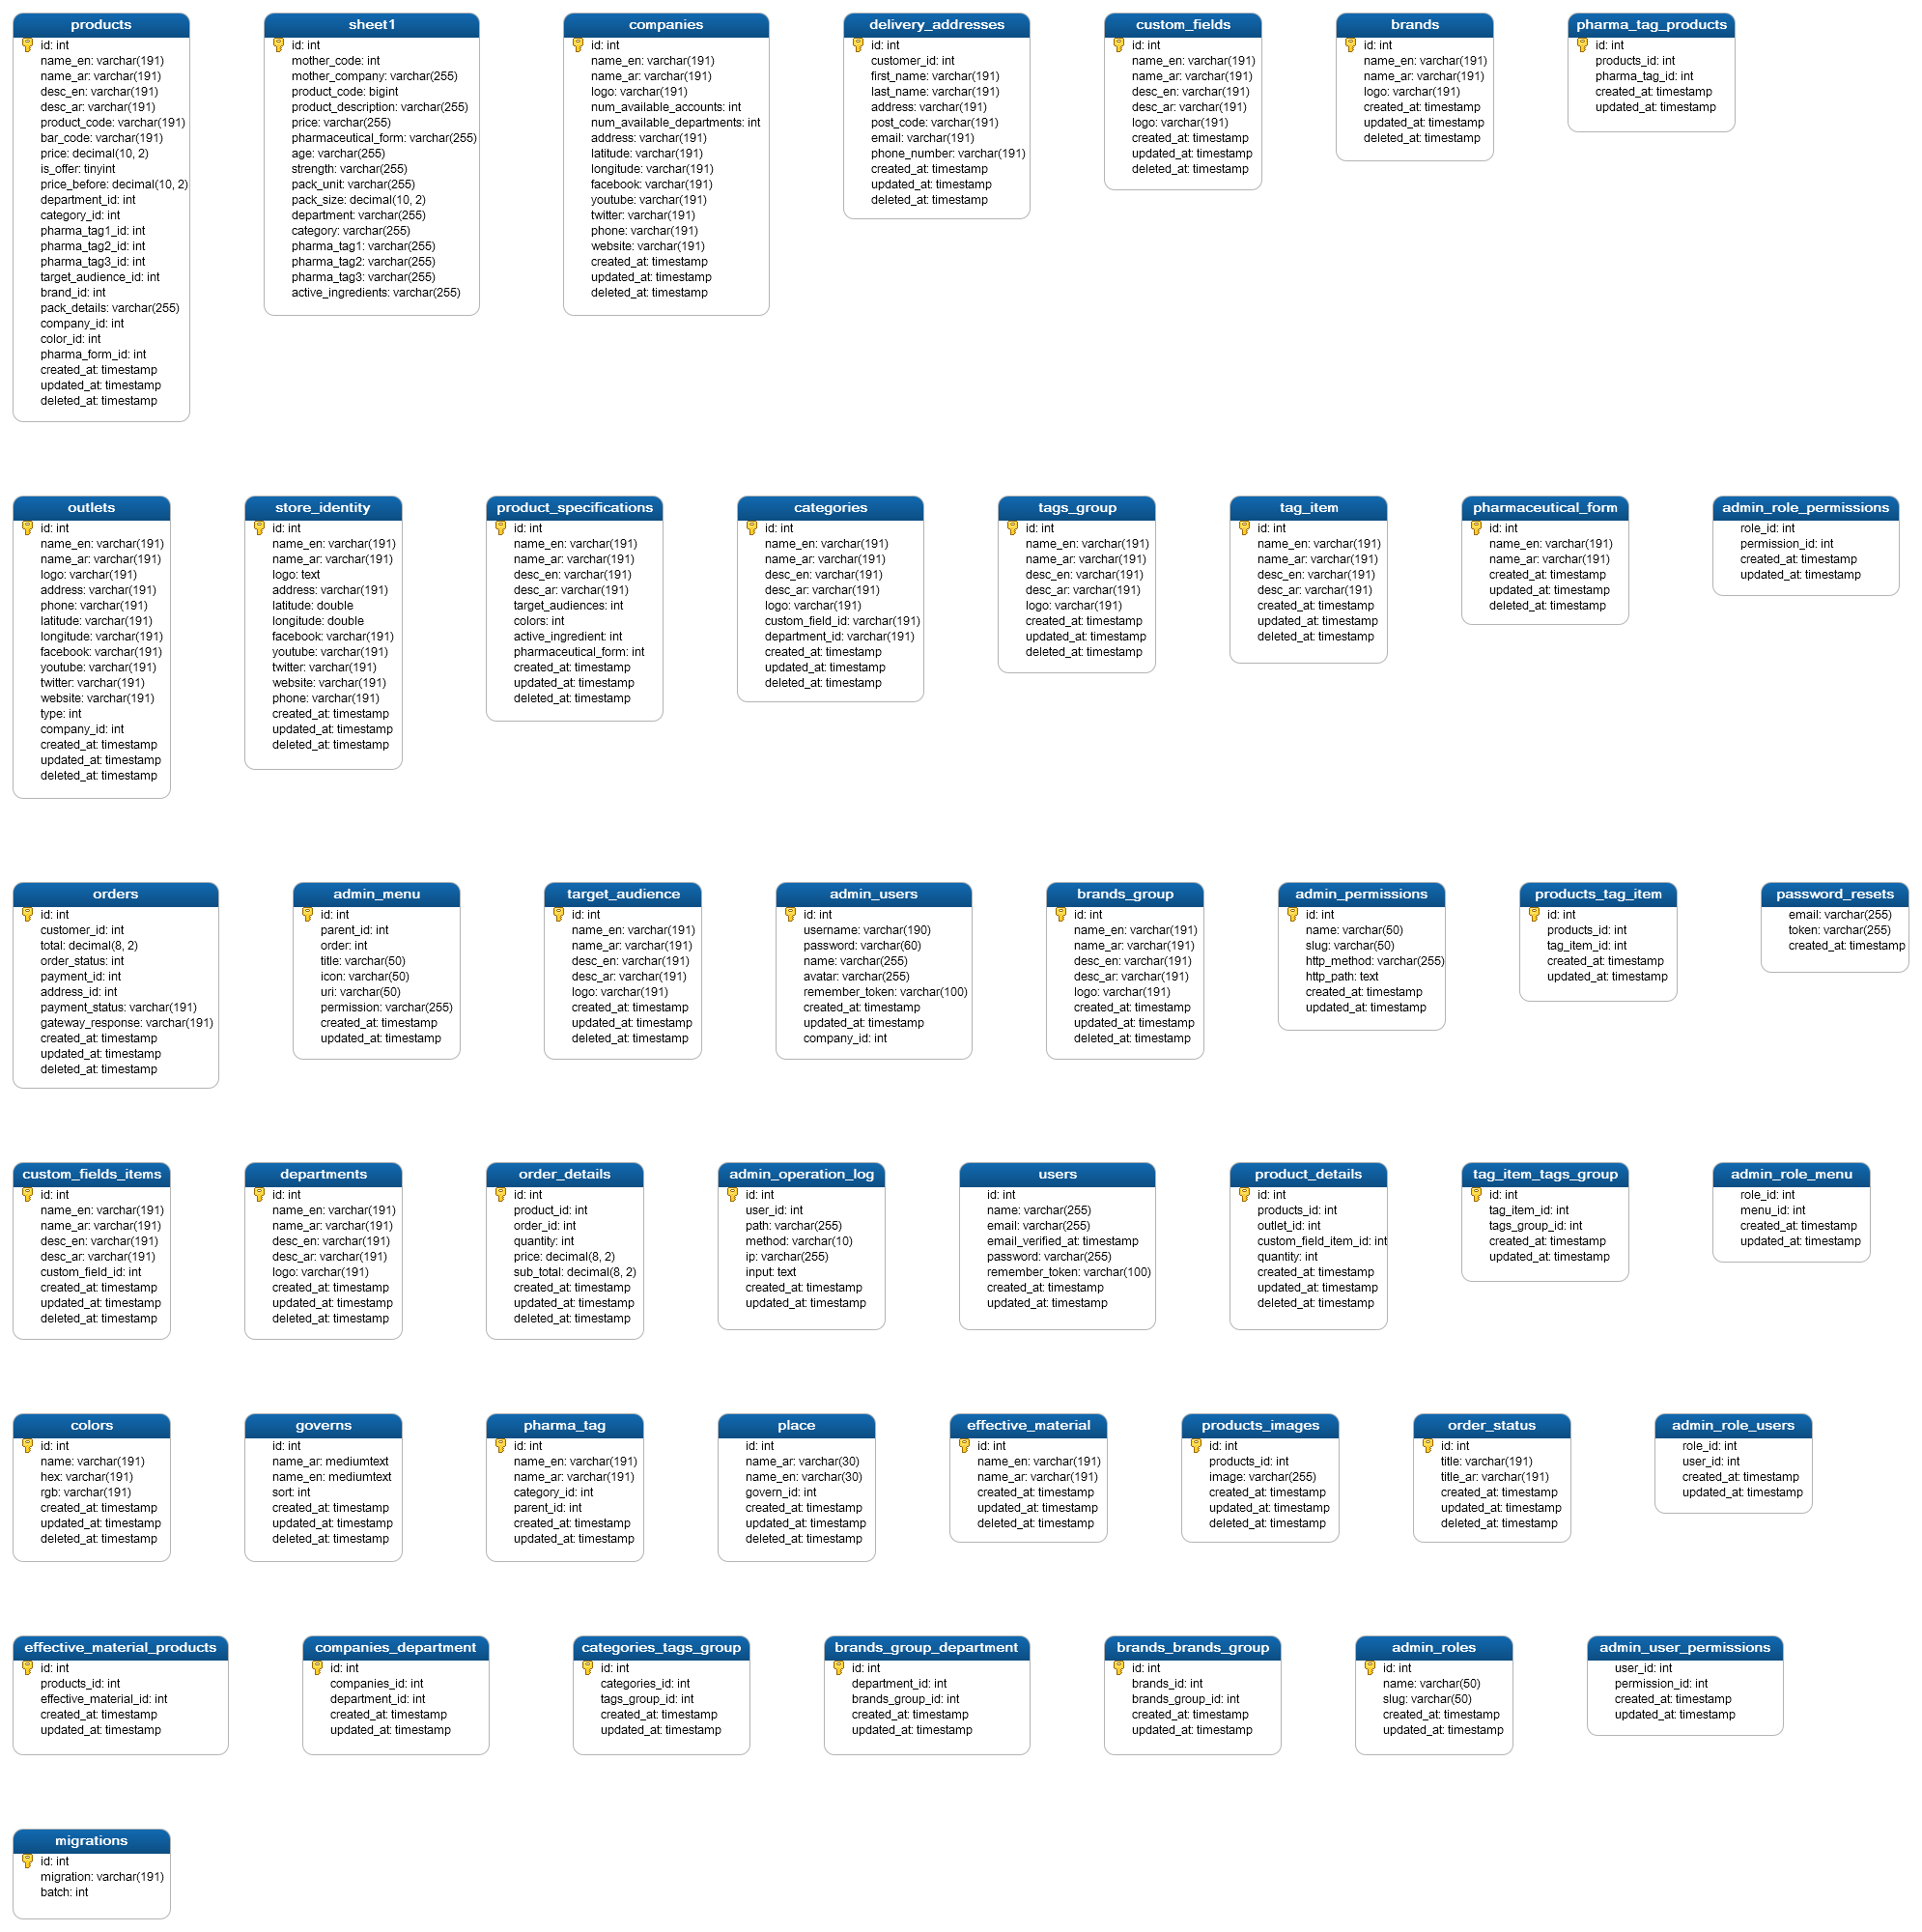 products
id: int
name_en: varchar(191)
name_ar: varchar(191)
desc_en: varchar(191)
desc_ar: varchar(191)
product_code: varchar(191)
bar_code: varchar(191)
price: decimal(10, 2)
is_offer: tinyint
price_before: decimal(10, 2)
department_id: int
category_id: int
pharma_tag1_id: int
pharma_tag2_id: int
pharma_tag3_id: int
target_audience_id: int
brand_id: int
pack_details: varchar(255)
company_id: int
color_id: int
pharma_form_id: int
created_at: timestamp
updated_at: timestamp
deleted_at: timestamp
sheet1
id: int
mother_code: int
mother_company: varchar(255)
product_code: bigint
product_description: varchar(255)
price: varchar(255)
pharmaceutical_form: varchar(255)
age: varchar(255)
strength: varchar(255)
pack_unit: varchar(255)
pack_size: decimal(10, 2)
department: varchar(255)
category: varchar(255)
pharma_tag1: varchar(255)
pharma_tag2: varchar(255)
pharma_tag3: varchar(255)
active_ingredients: varchar(255)
companies
id: int
name_en: varchar(191)
name_ar: varchar(191)
logo: varchar(191)
num_available_accounts: int
num_available_departments: int
address: varchar(191)
latitude: varchar(191)
longitude: varchar(191)
facebook: varchar(191)
youtube: varchar(191)
twitter: varchar(191)
phone: varchar(191)
website: varchar(191)
created_at: timestamp
updated_at: timestamp
deleted_at: timestamp
delivery_addresses
id: int
customer_id: int
first_name: varchar(191)
last_name: varchar(191)
address: varchar(191)
post_code: varchar(191)
email: varchar(191)
phone_number: varchar(191)
created_at: timestamp
updated_at: timestamp
deleted_at: timestamp
custom_fields
id: int
name_en: varchar(191)
name_ar: varchar(191)
desc_en: varchar(191)
desc_ar: varchar(191)
logo: varchar(191)
created_at: timestamp
updated_at: timestamp
deleted_at: timestamp
brands
id: int
name_en: varchar(191)
name_ar: varchar(191)
logo: varchar(191)
created_at: timestamp
updated_at: timestamp
deleted_at: timestamp
pharma_tag_products
id: int
products_id: int
pharma_tag_id: int
created_at: timestamp
updated_at: timestamp
outlets
id: int
name_en: varchar(191)
name_ar: varchar(191)
logo: varchar(191)
address: varchar(191)
phone: varchar(191)
latitude: varchar(191)
longitude: varchar(191)
facebook: varchar(191)
youtube: varchar(191)
twitter: varchar(191)
website: varchar(191)
type: int
company_id: int
created_at: timestamp
updated_at: timestamp
deleted_at: timestamp
store_identity
id: int
name_en: varchar(191)
name_ar: varchar(191)
logo: text
address: varchar(191)
latitude: double
longitude: double
facebook: varchar(191)
youtube: varchar(191)
twitter: varchar(191)
website: varchar(191)
phone: varchar(191)
created_at: timestamp
updated_at: timestamp
deleted_at: timestamp
product_specifications
id: int
name_en: varchar(191)
name_ar: varchar(191)
desc_en: varchar(191)
desc_ar: varchar(191)
target_audiences: int
colors: int
active_ingredient: int
pharmaceutical_form: int
created_at: timestamp
updated_at: timestamp
deleted_at: timestamp
categories
id: int
name_en: varchar(191)
name_ar: varchar(191)
desc_en: varchar(191)
desc_ar: varchar(191)
logo: varchar(191)
custom_field_id: varchar(191)
department_id: varchar(191)
created_at: timestamp
updated_at: timestamp
deleted_at: timestamp
tags_group
id: int
name_en: varchar(191)
name_ar: varchar(191)
desc_en: varchar(191)
desc_ar: varchar(191)
logo: varchar(191)
created_at: timestamp
updated_at: timestamp
deleted_at: timestamp
tag_item
id: int
name_en: varchar(191)
name_ar: varchar(191)
desc_en: varchar(191)
desc_ar: varchar(191)
created_at: timestamp
updated_at: timestamp
deleted_at: timestamp
pharmaceutical_form
id: int
name_en: varchar(191)
name_ar: varchar(191)
created_at: timestamp
updated_at: timestamp
deleted_at: timestamp
admin_role_permissions
role_id: int
permission_id: int
created_at: timestamp
updated_at: timestamp
orders
id: int
customer_id: int
total: decimal(8, 2)
order_status: int
payment_id: int
address_id: int
payment_status: varchar(191)
gateway_response: varchar(191)
created_at: timestamp
updated_at: timestamp
deleted_at: timestamp
admin_menu
id: int
parent_id: int
order: int
title: varchar(50)
icon: varchar(50)
uri: varchar(50)
permission: varchar(255)
created_at: timestamp
updated_at: timestamp
target_audience
id: int
name_en: varchar(191)
name_ar: varchar(191)
desc_en: varchar(191)
desc_ar: varchar(191)
logo: varchar(191)
created_at: timestamp
updated_at: timestamp
deleted_at: timestamp
admin_users
id: int
username: varchar(190)
password: varchar(60)
name: varchar(255)
avatar: varchar(255)
remember_token: varchar(100)
created_at: timestamp
updated_at: timestamp
company_id: int
brands_group
id: int
name_en: varchar(191)
name_ar: varchar(191)
desc_en: varchar(191)
desc_ar: varchar(191)
logo: varchar(191)
created_at: timestamp
updated_at: timestamp
deleted_at: timestamp
admin_permissions
id: int
name: varchar(50)
slug: varchar(50)
http_method: varchar(255)
http_path: text
created_at: timestamp
updated_at: timestamp
products_tag_item
id: int
products_id: int
tag_item_id: int
created_at: timestamp
updated_at: timestamp
password_resets
email: varchar(255)
token: varchar(255)
created_at: timestamp
custom_fields_items
id: int
name_en: varchar(191)
name_ar: varchar(191)
desc_en: varchar(191)
desc_ar: varchar(191)
custom_field_id: int
created_at: timestamp
updated_at: timestamp
deleted_at: timestamp
departments
id: int
name_en: varchar(191)
name_ar: varchar(191)
desc_en: varchar(191)
desc_ar: varchar(191)
logo: varchar(191)
created_at: timestamp
updated_at: timestamp
deleted_at: timestamp
order_details
id: int
product_id: int
order_id: int
quantity: int
price: decimal(8, 2)
sub_total: decimal(8, 2)
created_at: timestamp
updated_at: timestamp
deleted_at: timestamp
admin_operation_log
id: int
user_id: int
path: varchar(255)
method: varchar(10)
ip: varchar(255)
input: text
created_at: timestamp
updated_at: timestamp
users
id: int
name: varchar(255)
email: varchar(255)
email_verified_at: timestamp
password: varchar(255)
remember_token: varchar(100)
created_at: timestamp
updated_at: timestamp
product_details
id: int
products_id: int
outlet_id: int
custom_field_item_id: int
quantity: int
created_at: timestamp
updated_at: timestamp
deleted_at: timestamp
tag_item_tags_group
id: int
tag_item_id: int
tags_group_id: int
created_at: timestamp
updated_at: timestamp
admin_role_menu
role_id: int
menu_id: int
created_at: timestamp
updated_at: timestamp
colors
id: int
name: varchar(191)
hex: varchar(191)
rgb: varchar(191)
created_at: timestamp
updated_at: timestamp
deleted_at: timestamp
governs
id: int
name_ar: mediumtext
name_en: mediumtext
sort: int
created_at: timestamp
updated_at: timestamp
deleted_at: timestamp
pharma_tag
id: int
name_en: varchar(191)
name_ar: varchar(191)
category_id: int
parent_id: int
created_at: timestamp
updated_at: timestamp
place
id: int
name_ar: varchar(30)
name_en: varchar(30)
govern_id: int
created_at: timestamp
updated_at: timestamp
deleted_at: timestamp
effective_material
id: int
name_en: varchar(191)
name_ar: varchar(191)
created_at: timestamp
updated_at: timestamp
deleted_at: timestamp
products_images
id: int
products_id: int
image: varchar(255)
created_at: timestamp
updated_at: timestamp
deleted_at: timestamp
order_status
id: int
title: varchar(191)
title_ar: varchar(191)
created_at: timestamp
updated_at: timestamp
deleted_at: timestamp
admin_role_users
role_id: int
user_id: int
created_at: timestamp
updated_at: timestamp
effective_material_products
id: int
products_id: int
effective_material_id: int
created_at: timestamp
updated_at: timestamp
companies_department
id: int
companies_id: int
department_id: int
created_at: timestamp
updated_at: timestamp
categories_tags_group
id: int
categories_id: int
tags_group_id: int
created_at: timestamp
updated_at: timestamp
brands_group_department
id: int
department_id: int
brands_group_id: int
created_at: timestamp
updated_at: timestamp
brands_brands_group
id: int
brands_id: int
brands_group_id: int
created_at: timestamp
updated_at: timestamp
admin_roles
id: int
name: varchar(50)
slug: varchar(50)
created_at: timestamp
updated_at: timestamp
admin_user_permissions
user_id: int
permission_id: int
created_at: timestamp
updated_at: timestamp
migrations
id: int
migration: varchar(191)
batch: int